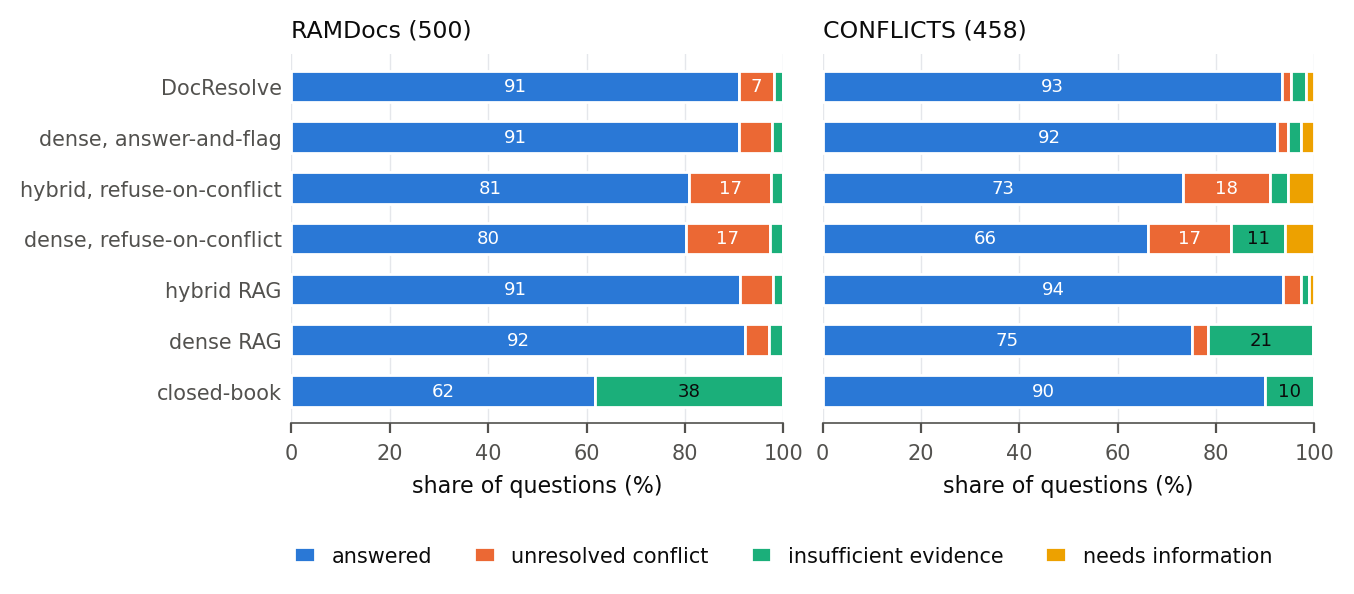 RAMDocs (500)
CONFLICTS (458)
DocResolve 91 7 93
dense, answer-and-flag 91 92
hybrid, refuse-on-conflict 81 17 73 18
dense, refuse-on-conflict 80 17 66 17 11
hybrid RAG 91 94
dense RAG 92 75 21
closed-book 62 38 90 10
0 20 40 60 80 100 0 20 40 60 80 100
share of questions (%) share of questions (%)
answered unresolved conflict insufficient evidence needs information